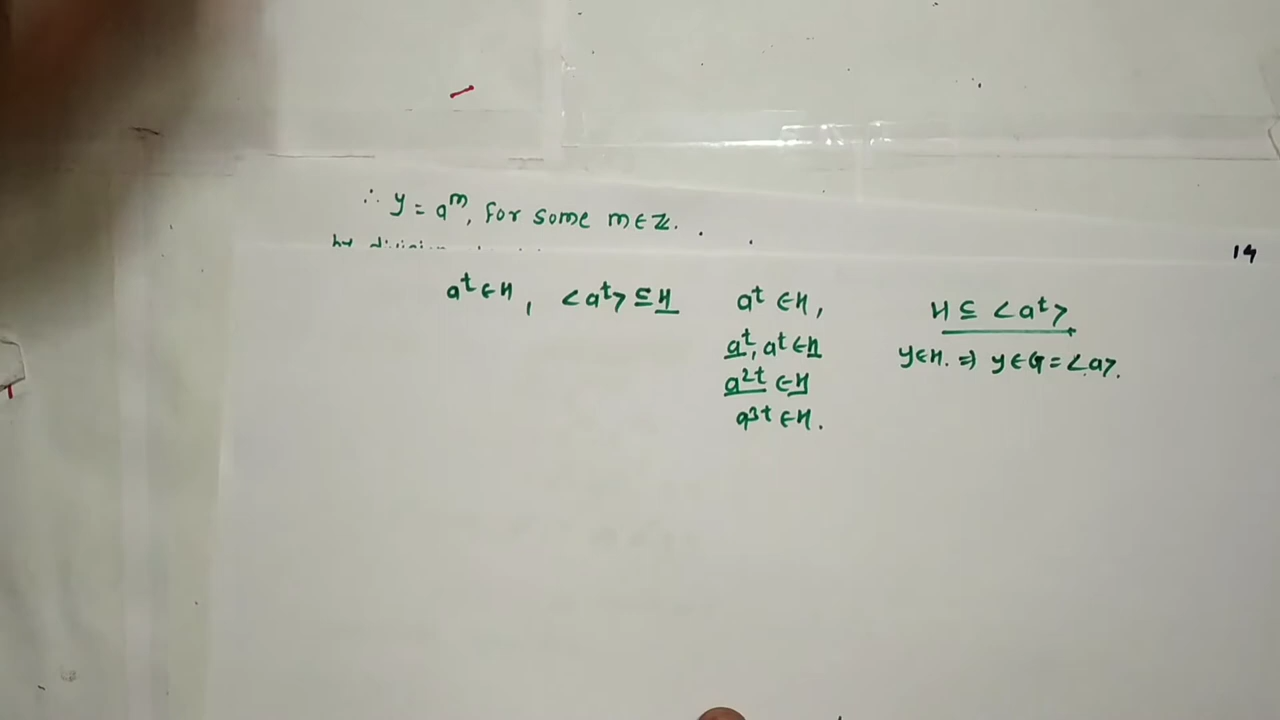 ∴ y = a^m, for some m∈ℤ.
14
a^t ∈ H, <a^t> ⊆ H
a^t ∈ H,
a^t, a^t ∈ H
a^2t ∈ H
a^3t ∈ H.
H ⊆ <a^t>
y∈H. ⇒ y∈G = <a>.